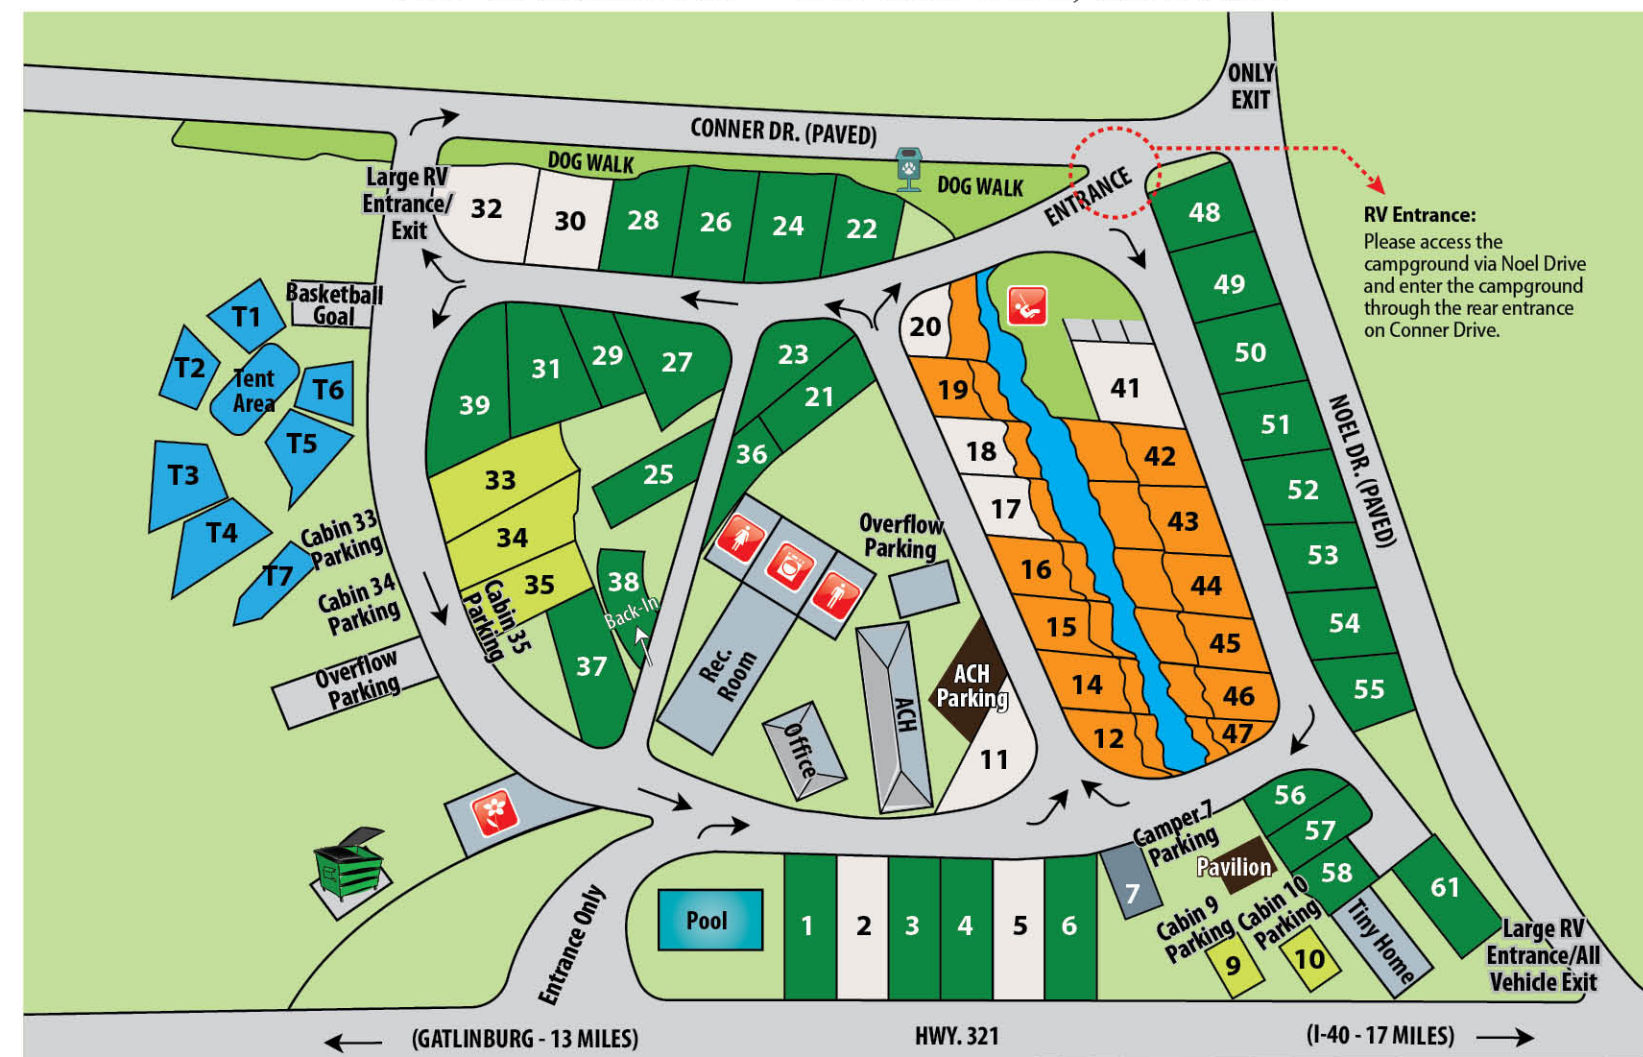 ONLY
EXIT
CONNER DR. (PAVED)
DOG WALK
DOG WALK
ENTRANCE
Large RV
Entrance/
Exit
RV Entrance:
Please access the
campground via Noel Drive
and enter the campground
through the rear entrance
on Conner Drive.
32
30
28
26
24
22
48
49
50
51
52
53
54
55
NOEL DR. (PAVED)
Basketball
Goal
T1
T2
Tent
Area
T6
T5
T3
T4
T7
39
31
29
27
23
21
36
25
33
34
35
38
Back-In
37
20
19
18
17
16
15
14
12
41
42
43
44
45
46
47
Cabin 33
Parking
Cabin 34
Parking
Cabin 35
Parking
Overflow
Parking
Overflow
Parking
Rec.
Room
Office
ACH
ACH
Parking
11
Camper 7
Parking
7
Pavilion
56
57
58
61
Cabin 9
Parking
Cabin 10
Parking
9
10
Tiny Home
Large RV
Entrance/All
Vehicle Exit
Entrance Only
Pool
1
2
3
4
5
6
(GATLINBURG - 13 MILES)
HWY. 321
(I-40 - 17 MILES)